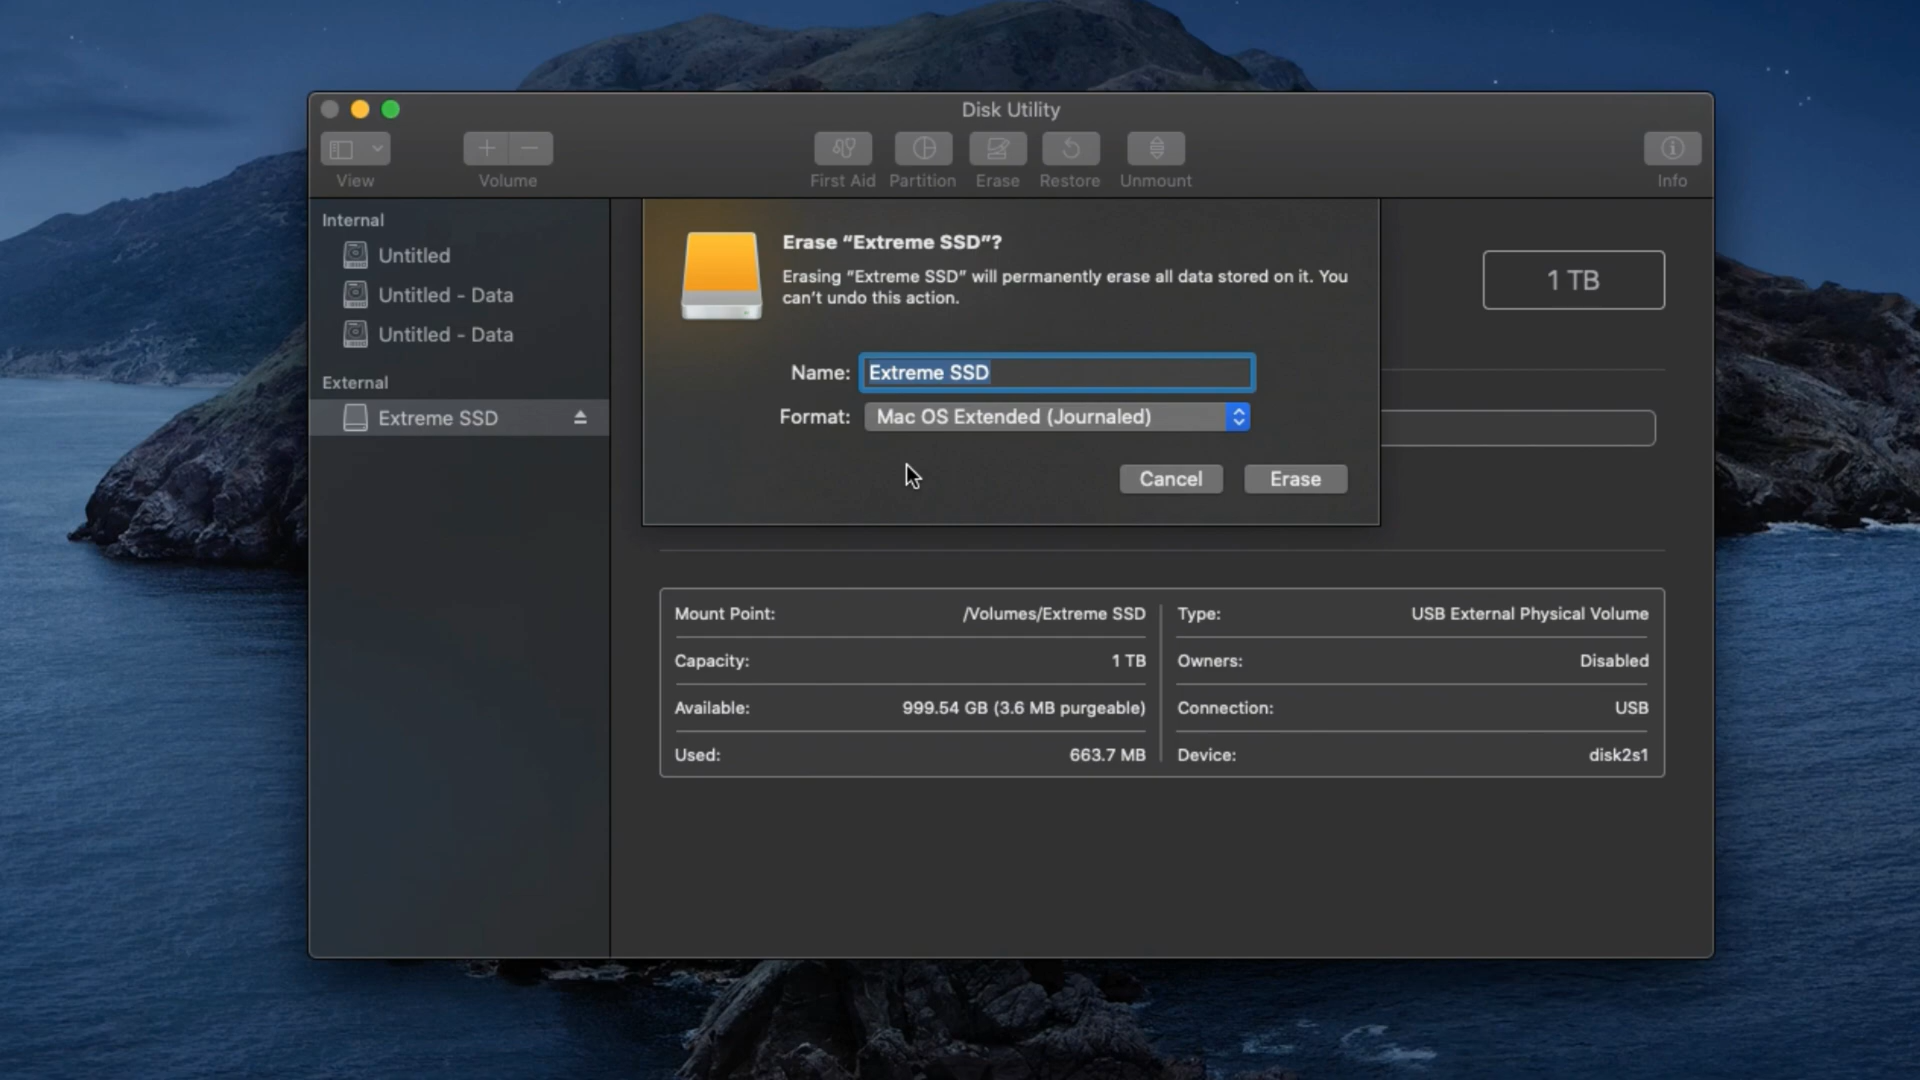 Disk Utility
View
Volume
First Aid
Partition
Erase
Restore
Unmount
Info
Internal
Untitled
Untitled - Data
Untitled - Data
External
Extreme SSD
Erase “Extreme SSD”?
Erasing “Extreme SSD” will permanently erase all data stored on it. You
can’t undo this action.
Name: Extreme SSD
Format: Mac OS Extended (Journaled)
Cancel
Erase
1 TB
Mount Point: /Volumes/Extreme SSD
Capacity: 1 TB
Available: 999.54 GB (3.6 MB purgeable)
Used: 663.7 MB
Type: USB External Physical Volume
Owners: Disabled
Connection: USB
Device: disk2s1